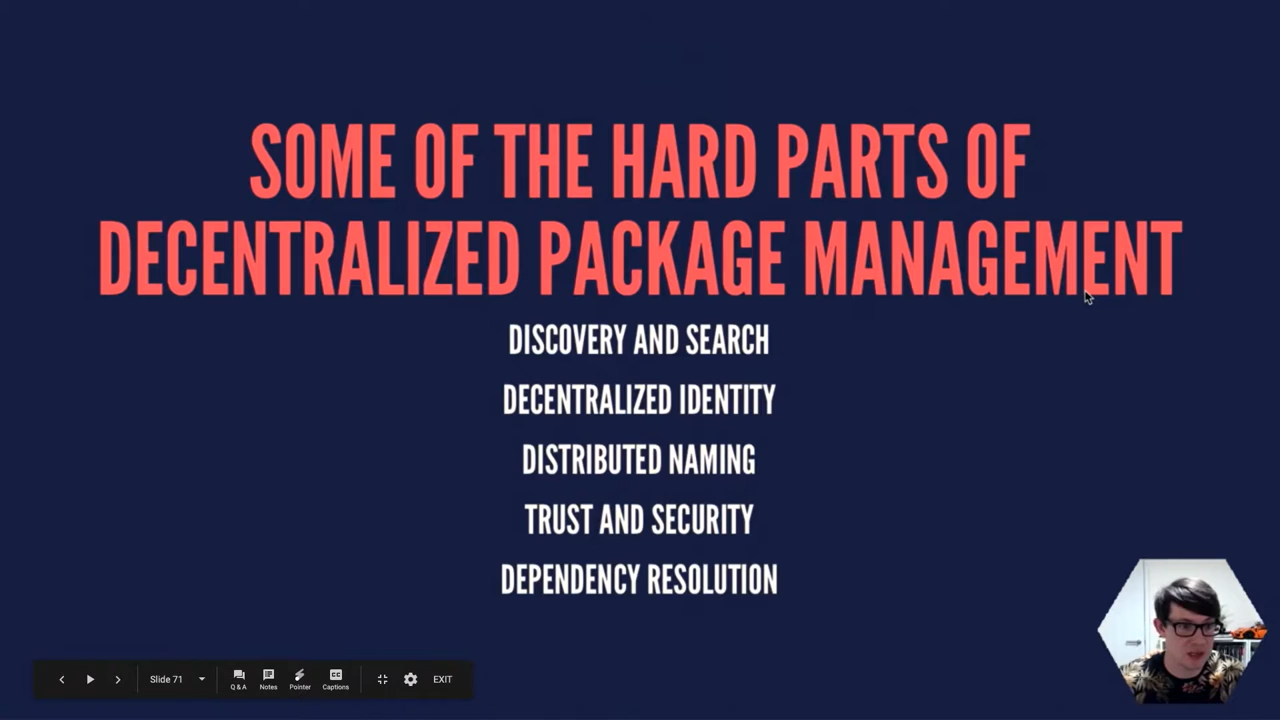 SOME OF THE HARD PARTS OF
DECENTRALIZED PACKAGE MANAGEMENT
DISCOVERY AND SEARCH
DECENTRALIZED IDENTITY
DISTRIBUTED NAMING
TRUST AND SECURITY
DEPENDENCY RESOLUTION
Slide 71
Q&A
Notes
Pointer
CC
Captions
EXIT